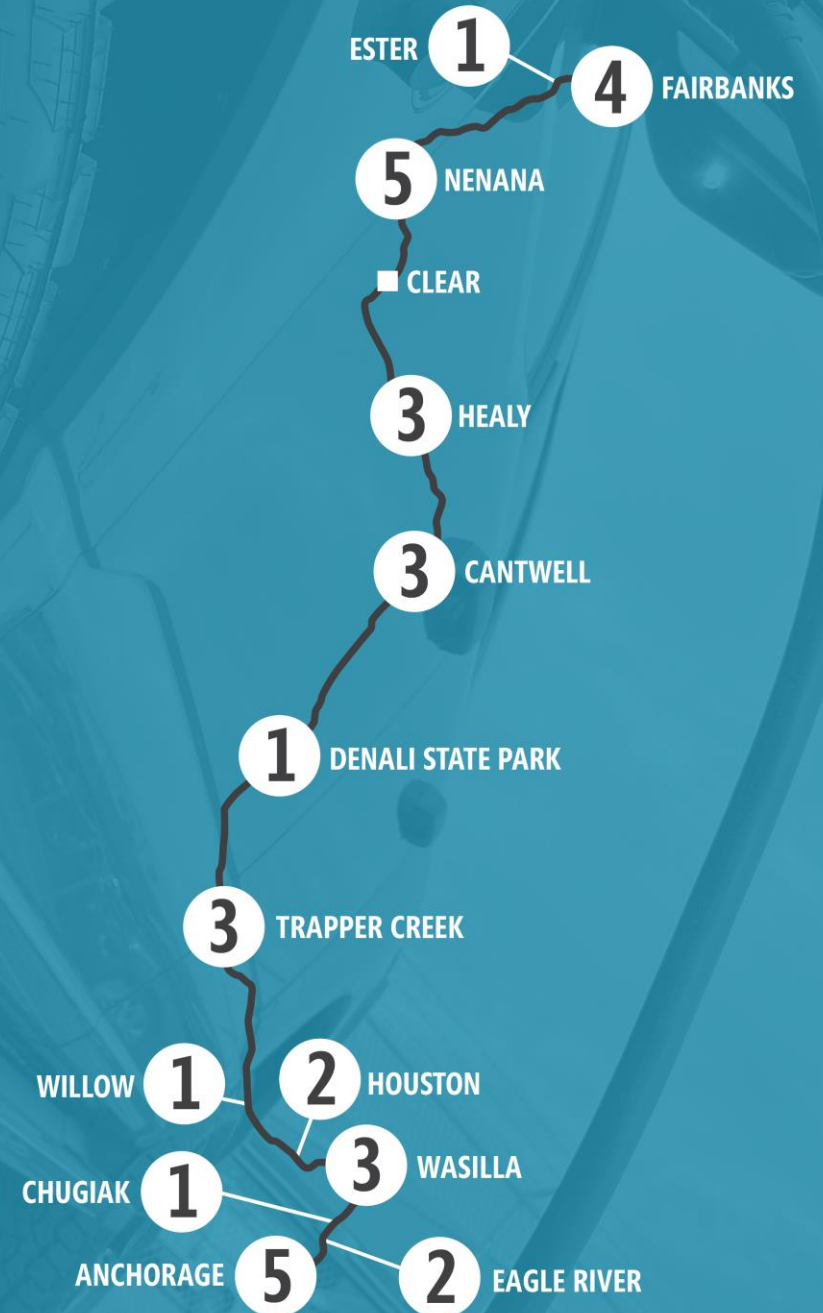 ESTER 1
4 FAIRBANKS
5 NENANA
CLEAR
3 HEALY
3 CANTWELL
1 DENALI STATE PARK
3 TRAPPER CREEK
WILLOW 1
2 HOUSTON
3 WASILLA
CHUGIAK 1
ANCHORAGE 5
2 EAGLE RIVER